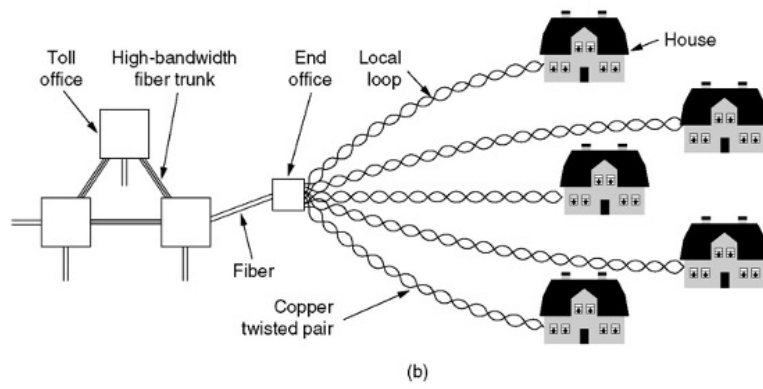 Toll
office
High-bandwidth
fiber trunk
End
office
Local
loop
House
Fiber
Copper
twisted pair
(b)